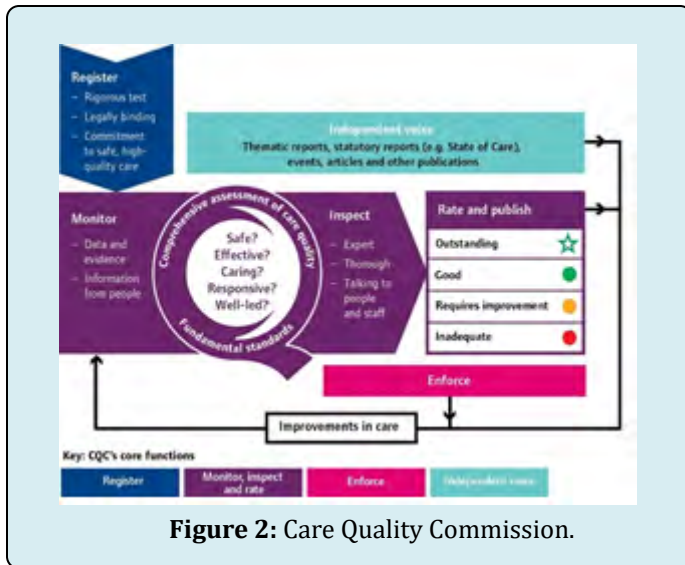 Register
– Rigorous test
– Legally binding
– Commitment
to safe, high-
quality care
Independent voice
Thematic reports, statutory reports (e.g. State of Care),
events, articles and other publications
Monitor
– Data and
evidence
– Information
from people
Comprehensive assessment of care quality
Safe?
Effective?
Caring?
Responsive?
Well-led?
Fundamental standards
Inspect
– Expert
– Thorough
– Talking to
people
and staff
Rate and publish
Outstanding
Good
Requires improvement
Inadequate
Enforce
Improvements in care
Key: CQC's core functions
Register
Monitor, inspect
and rate
Enforce
Independent voice
Figure 2: Care Quality Commission.